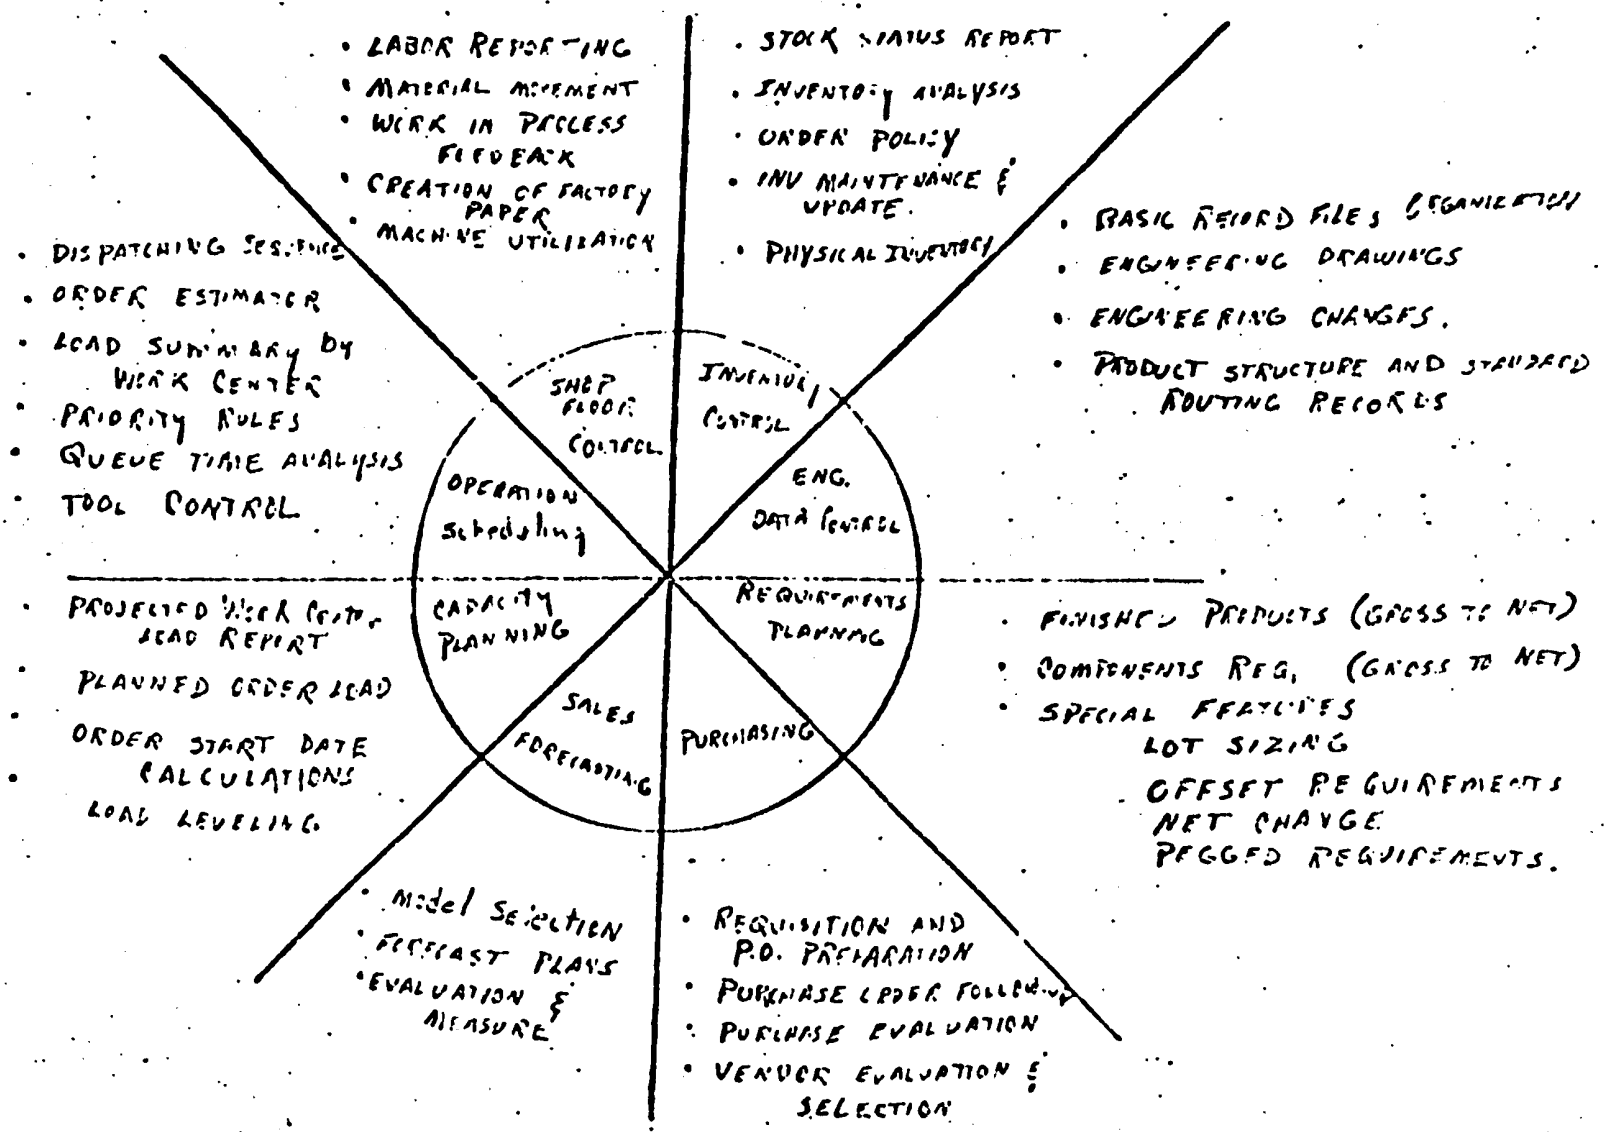 • LABOR REPORTING
• MATERIAL MOVEMENT
• WORK IN PROCESS
FEEDBACK
• CREATION OF FACTORY
PAPER
• MACHINE UTILIZATION
• STOCK STATUS REPORT
• INVENTORY ANALYSIS
• ORDER POLICY
• INV MAINTENANCE &
UPDATE.
• PHYSICAL INVENTORY
• BASIC RECORD FILES ORGANIZATION
• ENGINEERING DRAWINGS
• ENGINEERING CHANGES.
• PRODUCT STRUCTURE AND STANDARD
ROUTING RECORDS
• DISPATCHING SEQUENCE
• ORDER ESTIMATOR
• LOAD SUMMARY by
WORK CENTER
• PRIORITY RULES
• QUEUE TIME ANALYSIS
• TOOL CONTROL
SHOP
FLOOR
CONTROL
INVENTORY
CONTROL
OPERATION
Scheduling
ENG.
DATA CONTROL
CAPACITY
PLANNING
REQUIREMENTS
PLANNING
SALES
FORECASTING
PURCHASING
• PROJECTED Work Center
LOAD REPORT
• PLANNED ORDER LOAD
• ORDER START DATE
CALCULATIONS
• LOAD LEVELING
• FINISHED PRODUCTS (GROSS TO NET)
• COMPONENTS REQ. (GROSS TO NET)
• SPECIAL FEATURES
LOT SIZING
OFFSET REQUIREMENTS
NET CHANGE
PEGGED REQUIREMENTS.
• Model Selection
• FORECAST PLANS
• EVALUATION &
MEASURE
• REQUISITION AND
P.O. PREPARATION
• PURCHASE ORDER FOLLOWING
• PURCHASE EVALUATION
• VENDOR EVALUATION &
SELECTION